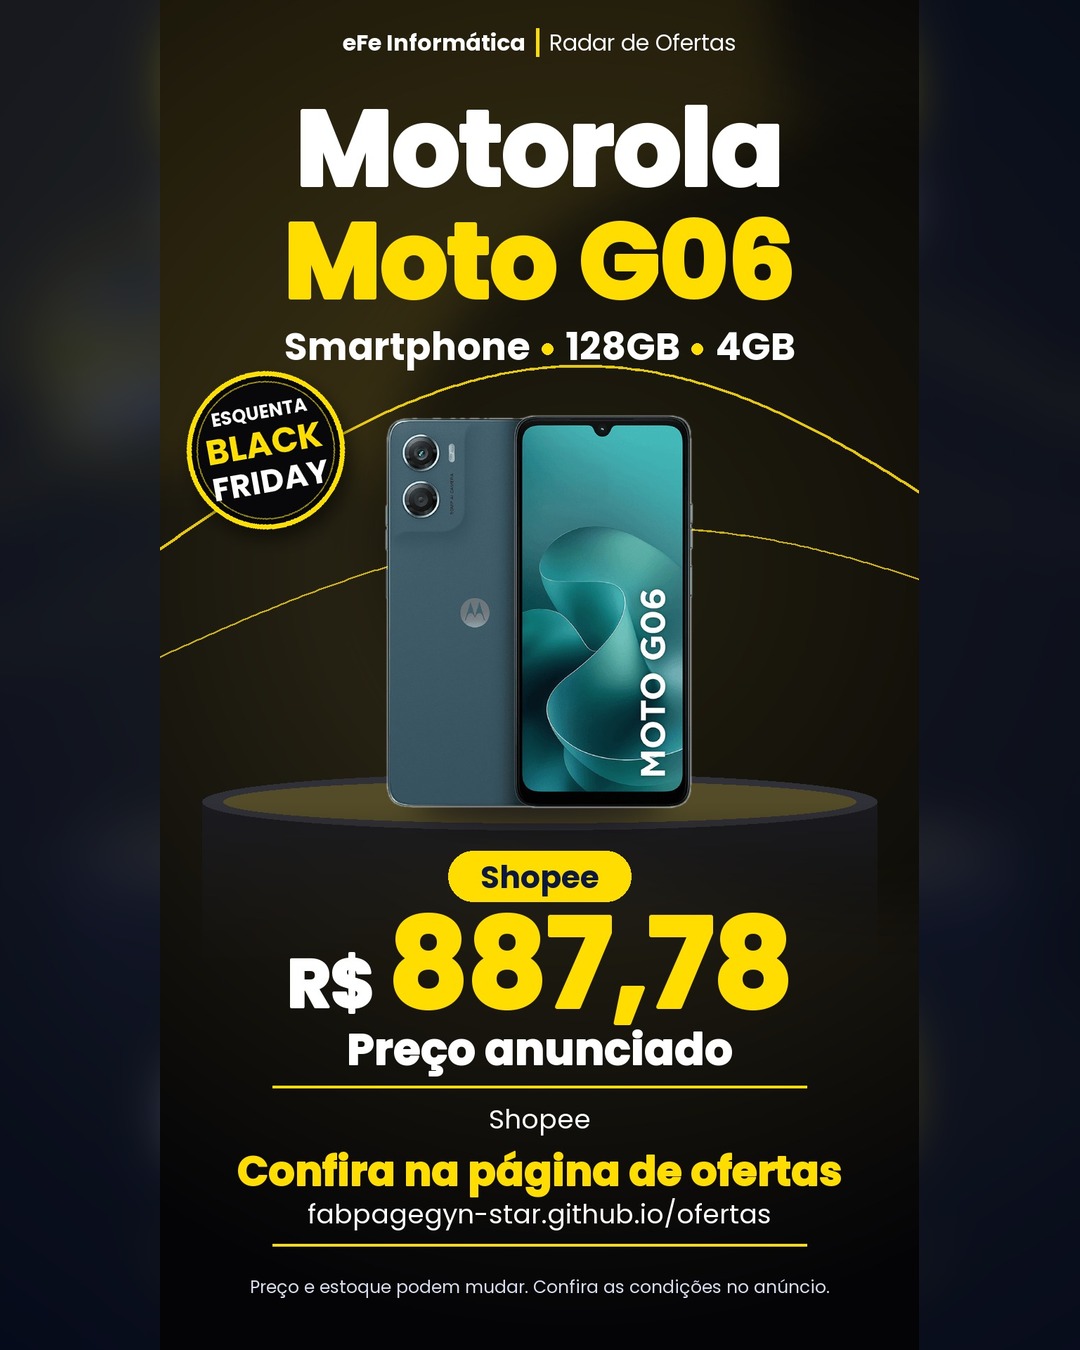 eFe Informática | Radar de Ofertas
Motorola
Moto G06
Smartphone • 128GB • 4GB
ESQUENTA
BLACK
FRIDAY
MOTO G06
Shopee
R$ 887,78
Preço anunciado
Shopee
Confira na página de ofertas
fabpagegyn-star.github.io/ofertas
Preço e estoque podem mudar. Confira as condições no anúncio.